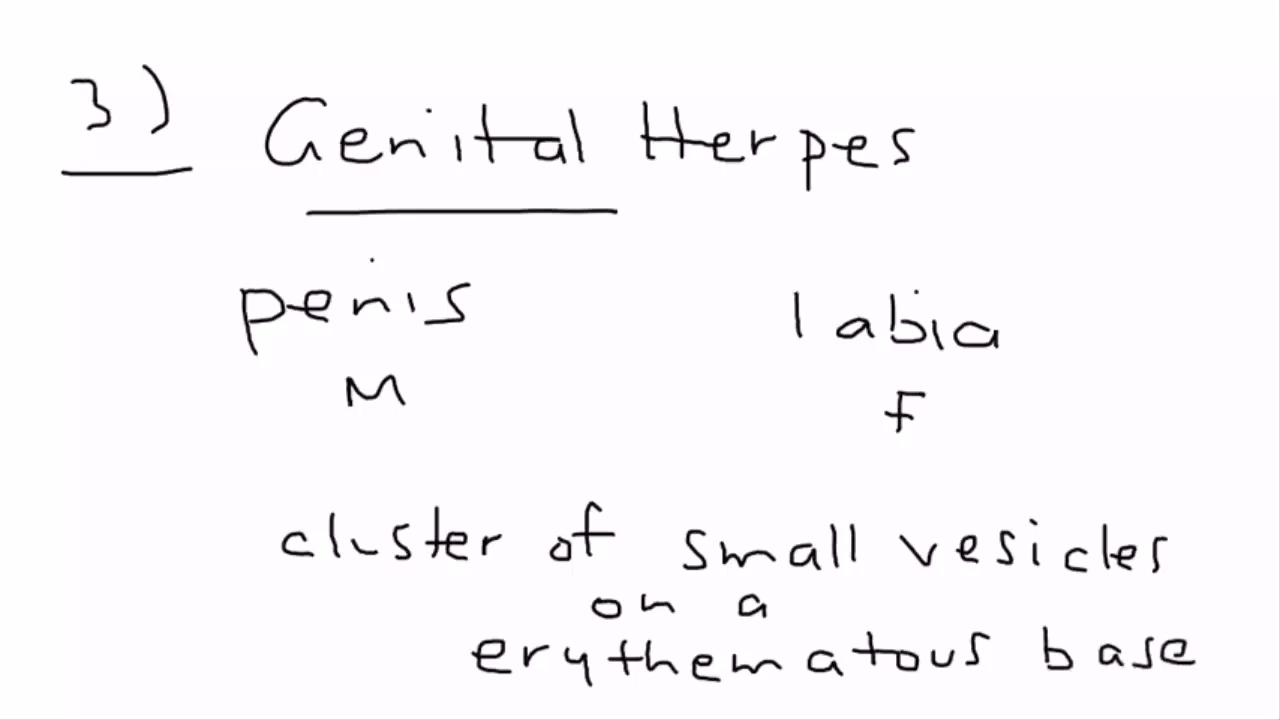 3) Genital Herpes
penis labia
M F
cluster of small vesicles
on a
erythematous base